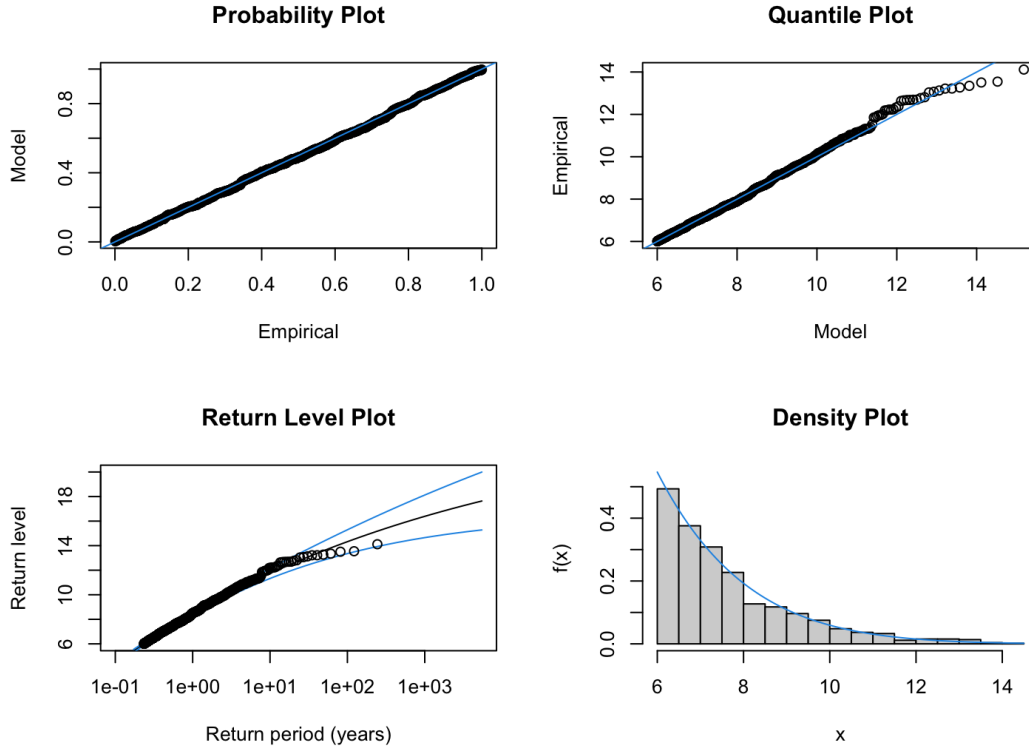 Probability Plot
Model
0.0 0.4 0.8
0.0 0.2 0.4 0.6 0.8 1.0
Empirical
Quantile Plot
Empirical
6 8 10 12 14
6 8 10 12 14
Model
Return Level Plot
Return level
6 10 14 18
1e-01 1e+00 1e+01 1e+02 1e+03
Return period (years)
Density Plot
f(x)
0.0 0.2 0.4
6 8 10 12 14
x